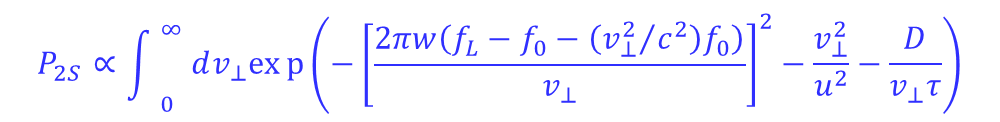 P_{2S} ∝ ∫_0^∞ dv_⊥ exp(−[2πw(f_L − f_0 − (v_⊥^2/c^2)f_0)/v_⊥]^2 − v_⊥^2/u^2 − D/(v_⊥τ))